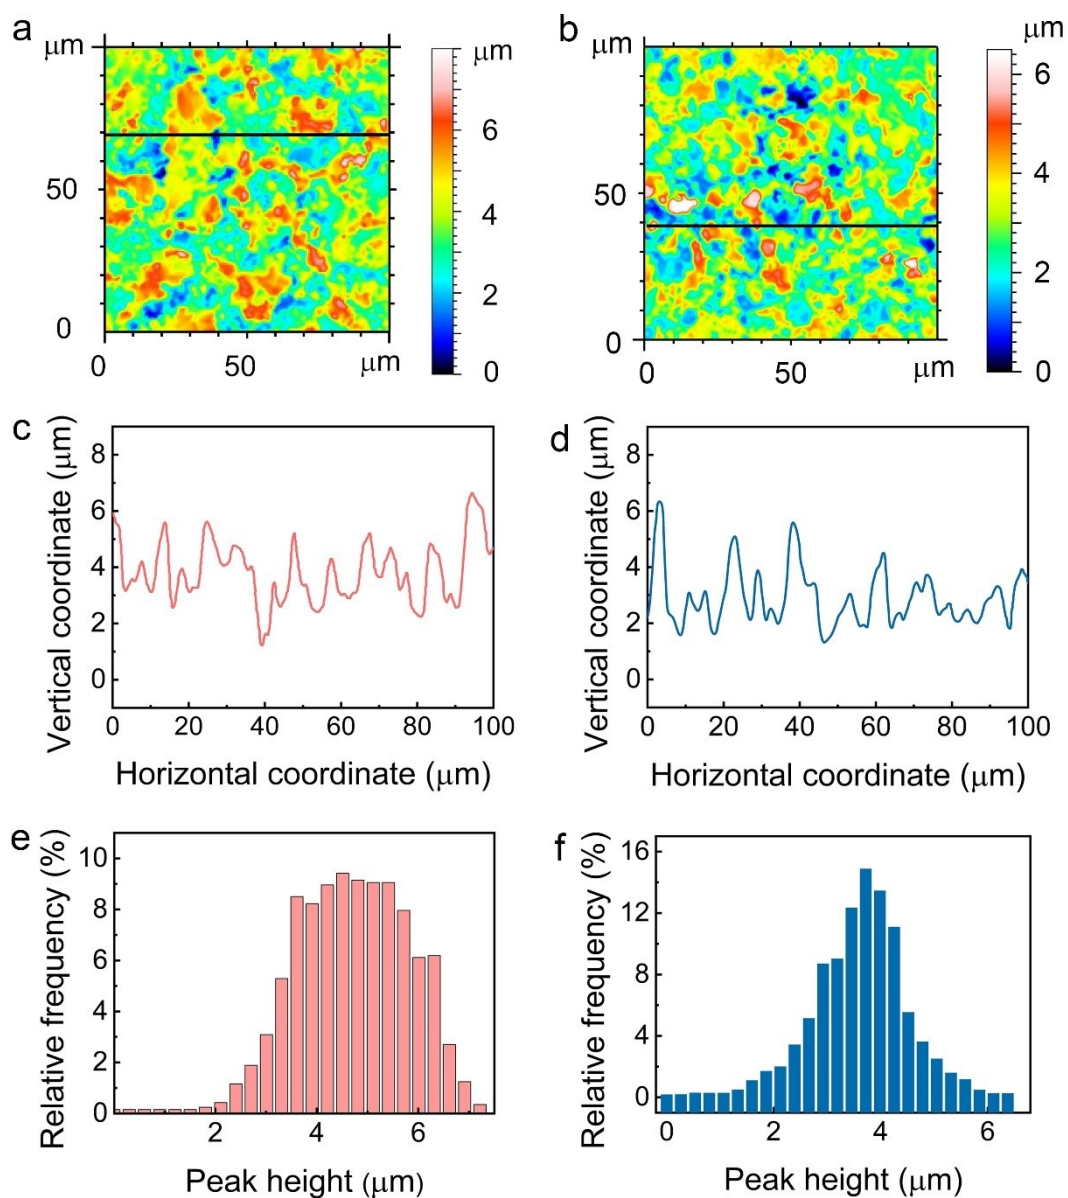 a
μm
50
0
0
50
μm
μm
6
4
2
0
b
μm
50
0
0
50
μm
μm
6
4
2
0
c
Vertical coordinate (μm)
8
6
4
2
0
0 20 40 60 80 100
Horizontal coordinate (μm)
d
Vertical coordinate (μm)
8
6
4
2
0
0 20 40 60 80 100
Horizontal coordinate (μm)
e
Relative frequency (%)
10
8
6
4
2
0
2 4 6
Peak height (μm)
f
Relative frequency (%)
16
12
8
4
0
0 2 4 6
Peak height (μm)